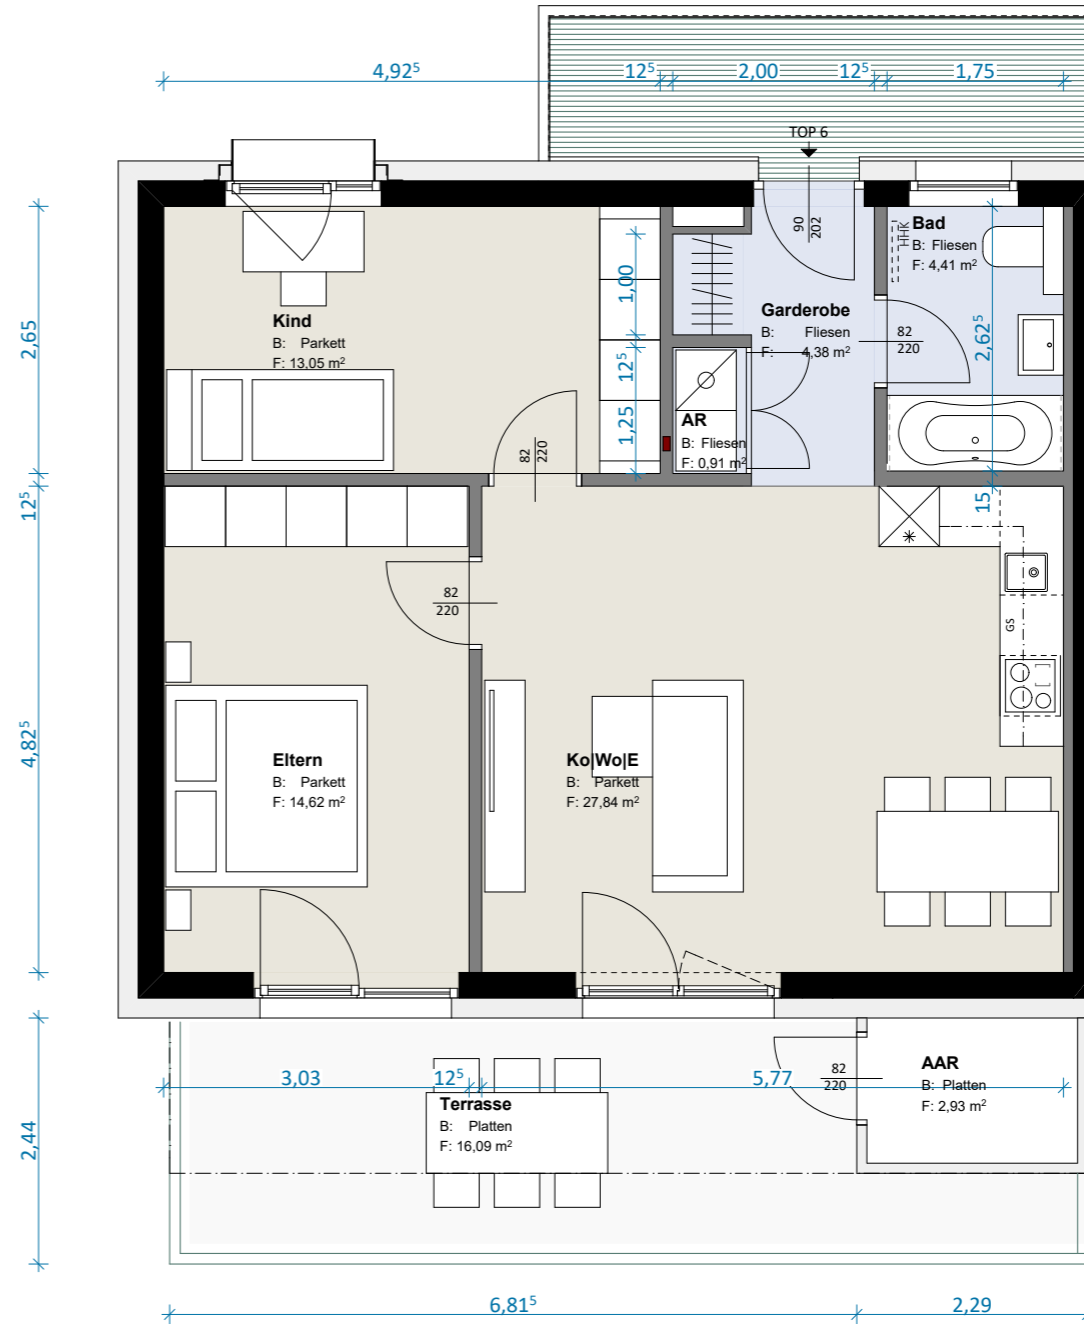 4,92⁵ 12⁵ 2,00 12⁵ 1,75
TOP 6
90
202
HHK
Bad
B: Fliesen
F: 4,41 m²
2,65
1,00
Kind
B: Parkett
F: 13,05 m²
Garderobe
B: Fliesen
F: 4,38 m²
82
220
2,62⁵
12⁵
1,25
AR
B: Fliesen
F: 0,91 m²
82
220
12⁵
15
82
220
GS
4,82⁵
Eltern
B: Parkett
F: 14,62 m²
Ko|Wo|E
B: Parkett
F: 27,84 m²
3,03 12⁵ 5,77
82
220
AAR
B: Platten
F: 2,93 m²
2,44
Terrasse
B: Platten
F: 16,09 m²
6,81⁵ 2,29